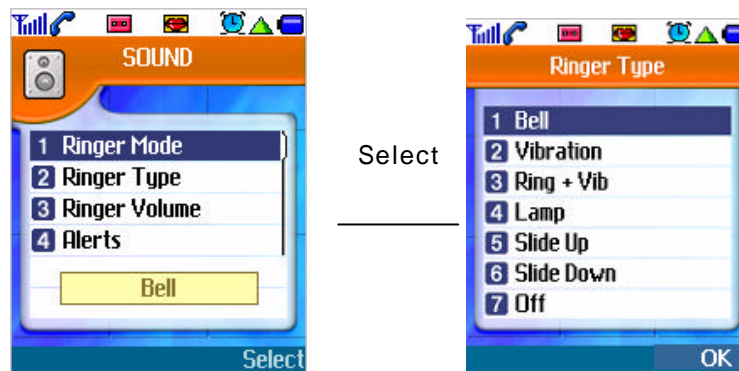 SOUND
1 Ringer Mode
2 Ringer Type
3 Ringer Volume
4 Alerts
Bell
Select
Select
Ringer Type
1 Bell
2 Vibration
3 Ring + Vib
4 Lamp
5 Slide Up
6 Slide Down
7 Off
OK